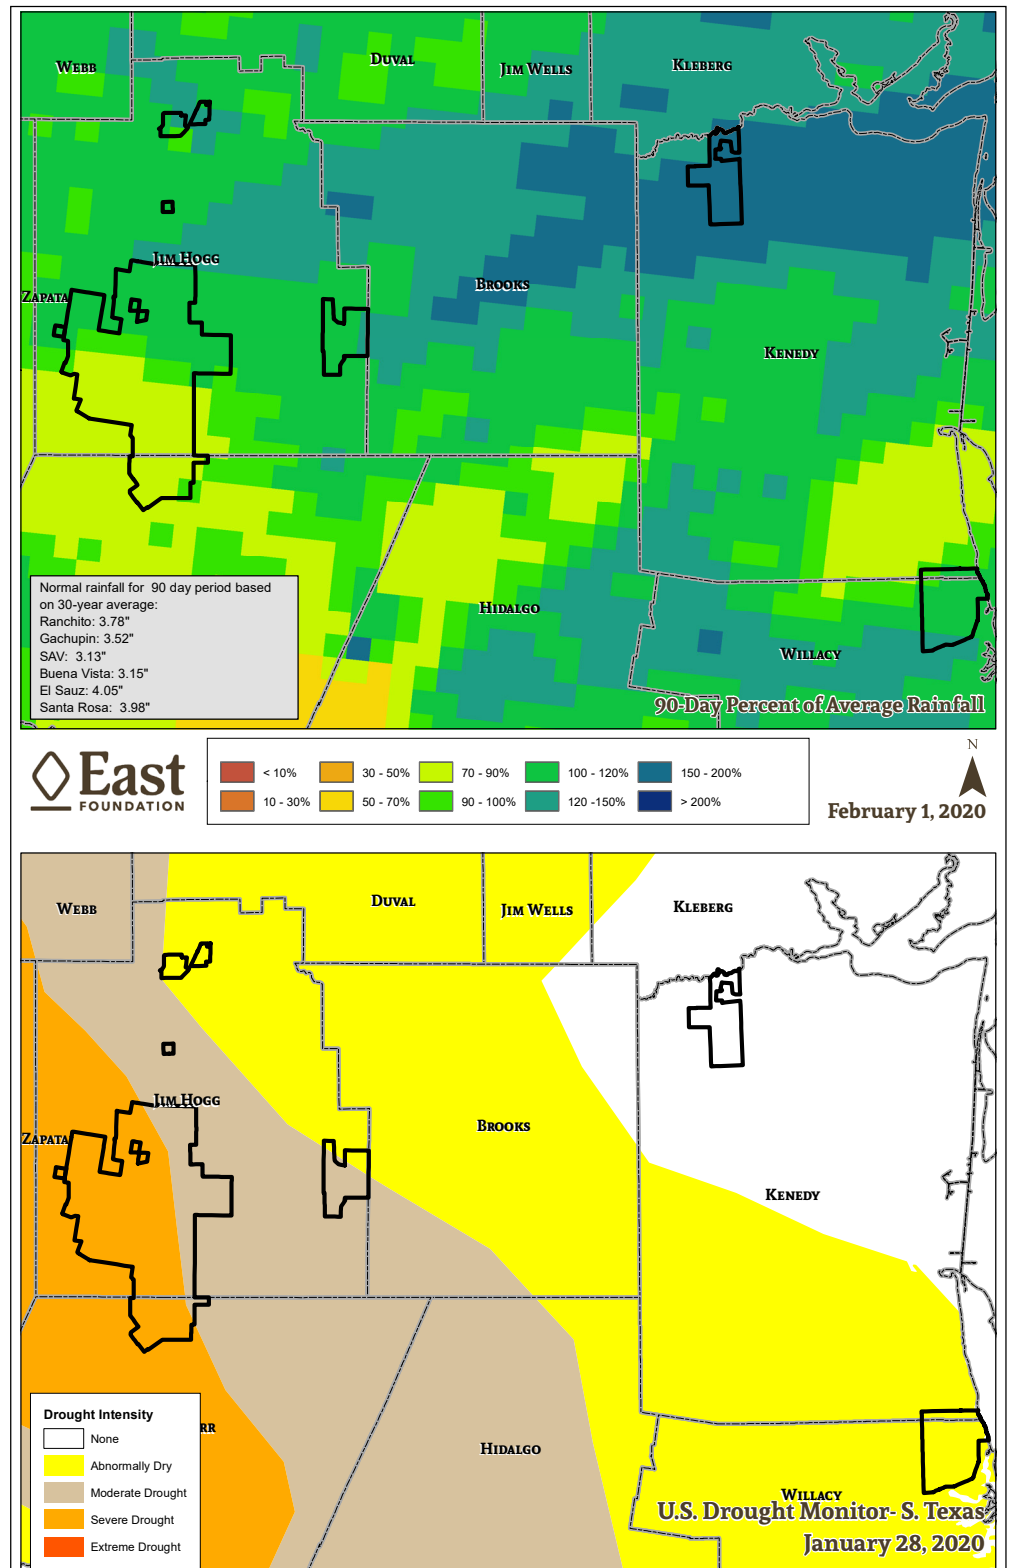 WEBB
DUVAL
JIM WELLS
KLEBERG
JIM HOGG
ZAPATA
BROOKS
KENEDY
HIDALGO
WILLACY
Normal rainfall for 90 day period based
on 30-year average:
Ranchito: 3.78"
Gachupin: 3.52"
SAV: 3.13"
Buena Vista: 3.15"
El Sauz: 4.05"
Santa Rosa: 3.98"
90-Day Percent of Average Rainfall
East
FOUNDATION
< 10%
30 - 50%
70 - 90%
100 - 120%
150 - 200%
10 - 30%
50 - 70%
90 - 100%
120 -150%
> 200%
N
February 1, 2020
WEBB
DUVAL
JIM WELLS
KLEBERG
JIM HOGG
ZAPATA
BROOKS
KENEDY
RR
HIDALGO
WILLACY
Drought Intensity
None
Abnormally Dry
Moderate Drought
Severe Drought
Extreme Drought
U.S. Drought Monitor- S. Texas
January 28, 2020